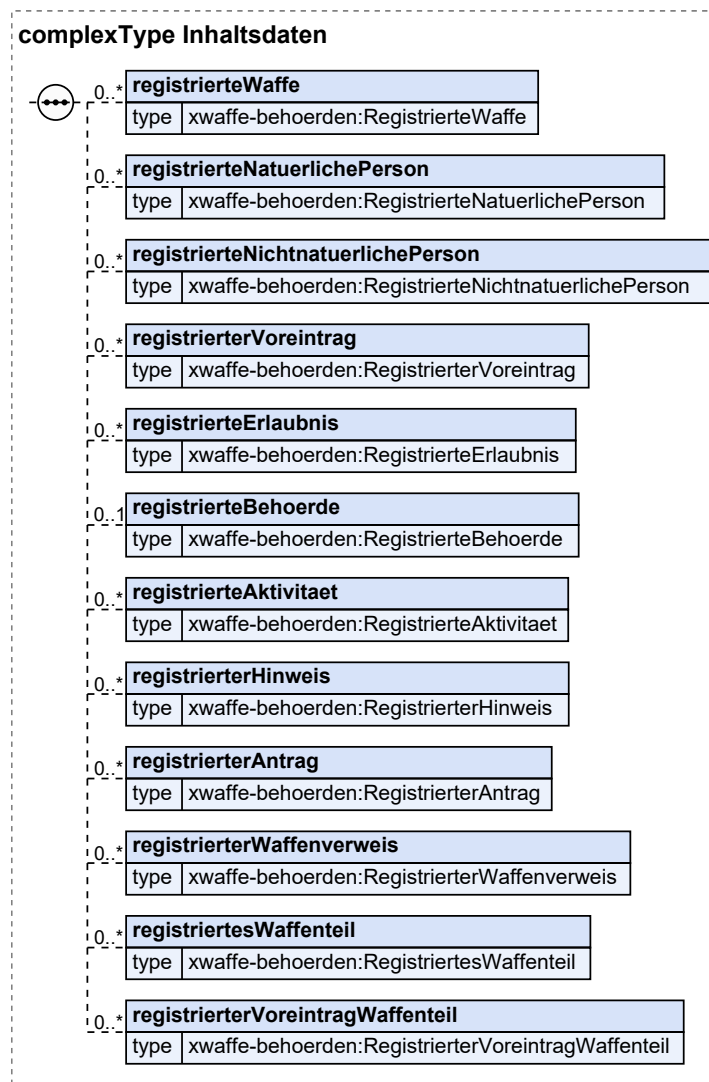 complexType Inhaltsdaten
0..* registrierteWaffe
type xwaffe-behoerden:RegistrierteWaffe
0..* registrierteNatuerlichePerson
type xwaffe-behoerden:RegistrierteNatuerlichePerson
0..* registrierteNichtnatuerlichePerson
type xwaffe-behoerden:RegistrierteNichtnatuerlichePerson
0..* registrierterVoreintrag
type xwaffe-behoerden:RegistrierterVoreintrag
0..* registrierteErlaubnis
type xwaffe-behoerden:RegistrierteErlaubnis
0..1 registrierteBehoerde
type xwaffe-behoerden:RegistrierteBehoerde
0..* registrierteAktivitaet
type xwaffe-behoerden:RegistrierteAktivitaet
0..* registrierterHinweis
type xwaffe-behoerden:RegistrierterHinweis
0..* registrierterAntrag
type xwaffe-behoerden:RegistrierterAntrag
0..* registrierterWaffenverweis
type xwaffe-behoerden:RegistrierterWaffenverweis
0..* registriertesWaffenteil
type xwaffe-behoerden:RegistriertesWaffenteil
0..* registrierterVoreintragWaffenteil
type xwaffe-behoerden:RegistrierterVoreintragWaffenteil